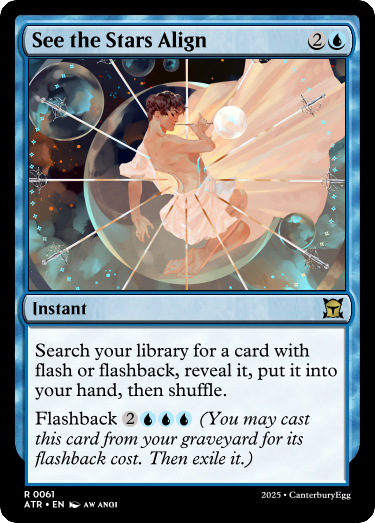 See the Stars Align 2
Instant
Search your library for a card with
flash or flashback, reveal it, put it into
your hand, then shuffle.
Flashback 2 (You may cast
this card from your graveyard for its
flashback cost. Then exile it.)
R 0061 2025 • CanterburyEgg
ATR • EN AW ANOI